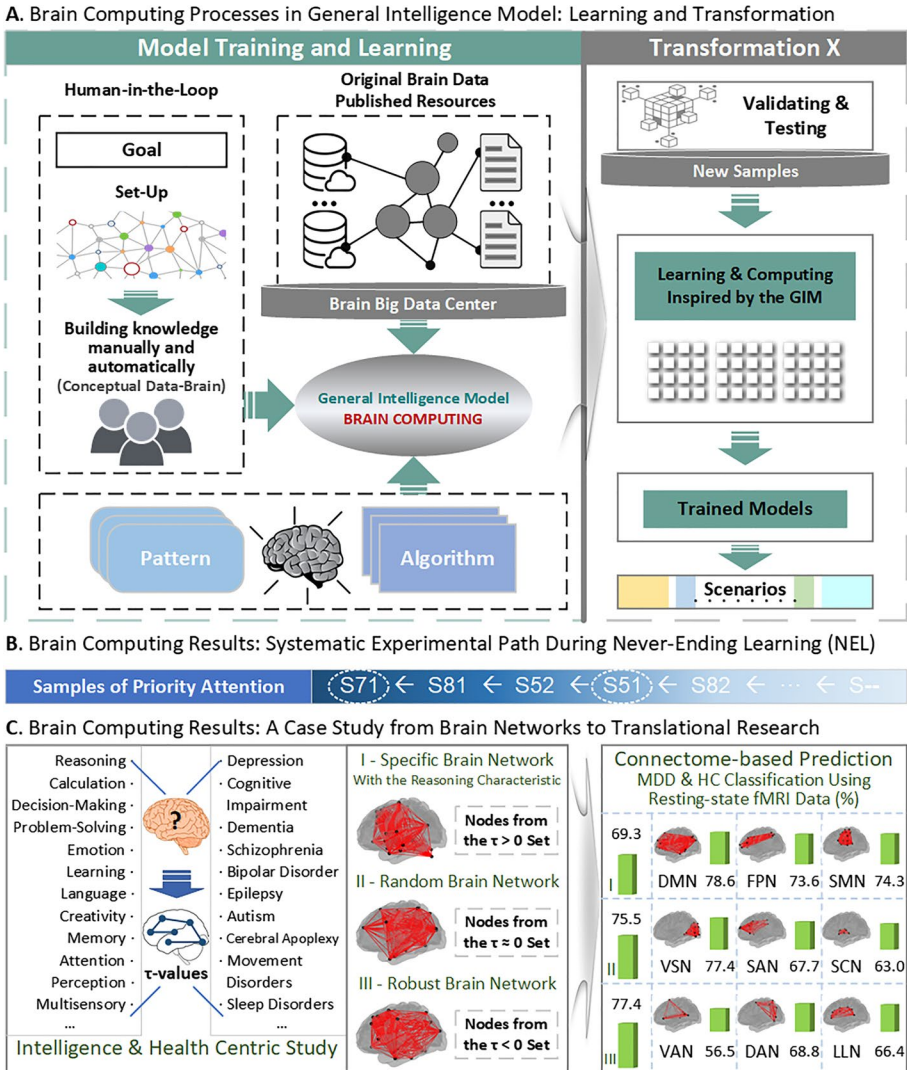 A. Brain Computing Processes in General Intelligence Model: Learning and Transformation
Model Training and Learning
Human-in-the-Loop
Goal
Set-Up
Building knowledge
manually and
automatically
(Conceptual Data-Brain)
Original Brain Data
Published Resources
Brain Big Data Center
General Intelligence Model
BRAIN COMPUTING
Pattern
Algorithm
Transformation X
Validating &
Testing
New Samples
Learning & Computing
Inspired by the GIM
Trained Models
Scenarios
B. Brain Computing Results: Systematic Experimental Path During Never-Ending Learning (NEL)
Samples of Priority Attention
S71 ← S81 ← S52 ← S51 ← S82 ← ... ← S--
C. Brain Computing Results: A Case Study from Brain Networks to Translational Research
Reasoning
Calculation
Decision-Making
Problem-Solving
Emotion
Learning
Language
Creativity
Memory
Attention
Perception
Multisensory
...
?
τ-values
Depression
Cognitive
Impairment
Dementia
Schizophrenia
Bipolar Disorder
Epilepsy
Autism
Cerebral Apoplexy
Movement
Disorders
Sleep Disorders
...
Intelligence & Health Centric Study
I - Specific Brain Network
With the Reasoning Characteristic
Nodes from
the τ > 0 Set
II - Random Brain Network
Nodes from
the τ ≈ 0 Set
III - Robust Brain Network
Nodes from
the τ < 0 Set
Connectome-based Prediction
MDD & HC Classification Using
Resting-state fMRI Data (%)
69.3
I
DMN 78.6 FPN 73.6 SMN 74.3
75.5
II
VSN 77.4 SAN 67.7 SCN 63.0
77.4
III
VAN 56.5 DAN 68.8 LLN 66.4